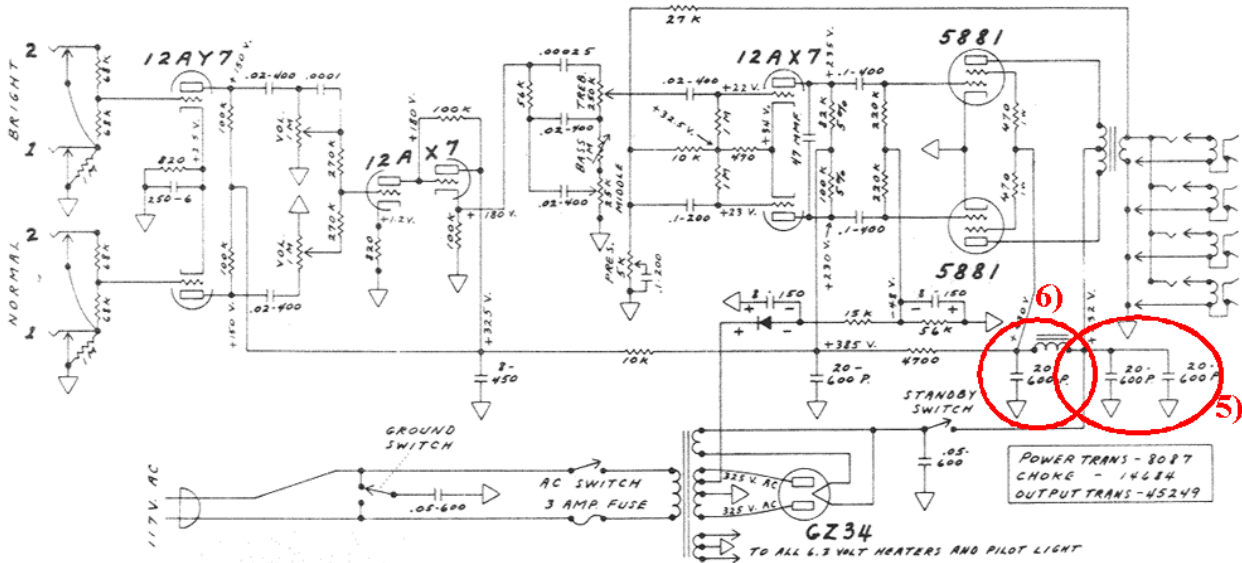 BRIGHT
2
1
68K
68K
1M
12AY7
+150 V.
.02-400
.0001
100K
VOL.
1M
+2.5 V.
820
250-6
270K
270K
NORMAL
2
1
68K
68K
1M
100K
VOL.
1M
.02-400
+150 V.
12AX7
+180 V.
100K
+1.2V.
820
100K
+180 V.
+325 V.
.00025
56K
TREB.
250K
.02-400
BASS
1M
.02-400
25K
MIDDLE
27K
.02-400
12AX7
+22 V.
+32.5 V.
1M
10K
470
+34V.
1M
47 MMF.
.1-200
+23 V.
PRES.
5K
.1-200
+235 V.
.1-400
82K
5%
100K
5%
220K
220K
.1-400
+230 V.
5881
470
1W
470
1W
5881
8
150
+
-
+
-
15K
-48 V.
8
150
-
+
56K
10K
+385 V.
4700
8-
450
20-
600 P.
6)
20-
600 P.
+432 V.
20-
600 P.
20-
600 P.
5)
STANDBY
SWITCH
.05-
600
GROUND
SWITCH
AC SWITCH
.05-600
3 AMP. FUSE
117 V. AC
325 V. AC
325 V. AC
GZ34
TO ALL 6.3 VOLT HEATERS AND PILOT LIGHT
POWER TRANS - 8087
CHOKE - 14684
OUTPUT TRANS - 45249